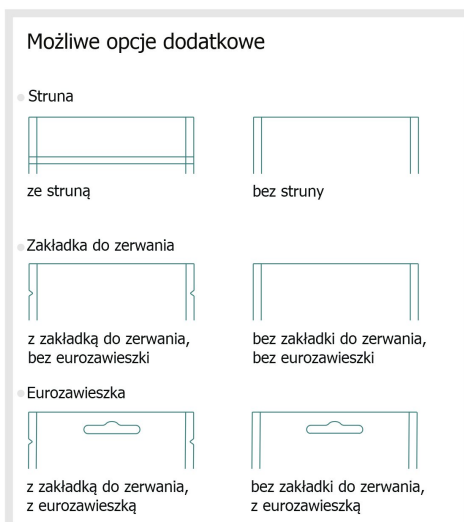 Możliwe opcje dodatkowe
Struna
ze struną
bez struny
Zakładka do zerwania
z zakładką do zerwania,
bez eurozawieszki
bez zakładki do zerwania,
bez eurozawieszki
Eurozawieszka
z zakładką do zerwania,
z eurozawieszką
bez zakładki do zerwania,
z eurozawieszką